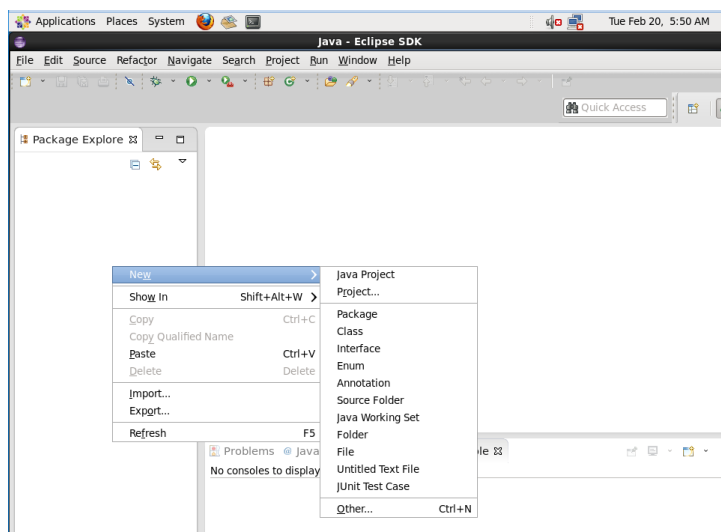 Applications Places System Tue Feb 20, 5:50 AM
Java - Eclipse SDK
File Edit Source Refactor Navigate Search Project Run Window Help
Quick Access
Package Explore
New
Show In Shift+Alt+W
Copy Ctrl+C
Copy Qualified Name
Paste Ctrl+V
Delete Delete
Import...
Export...
Refresh F5
Java Project
Project...
Package
Class
Interface
Enum
Annotation
Source Folder
Java Working Set
Folder
File
Untitled Text File
JUnit Test Case
Other... Ctrl+N
Problems @ Java le
No consoles to display